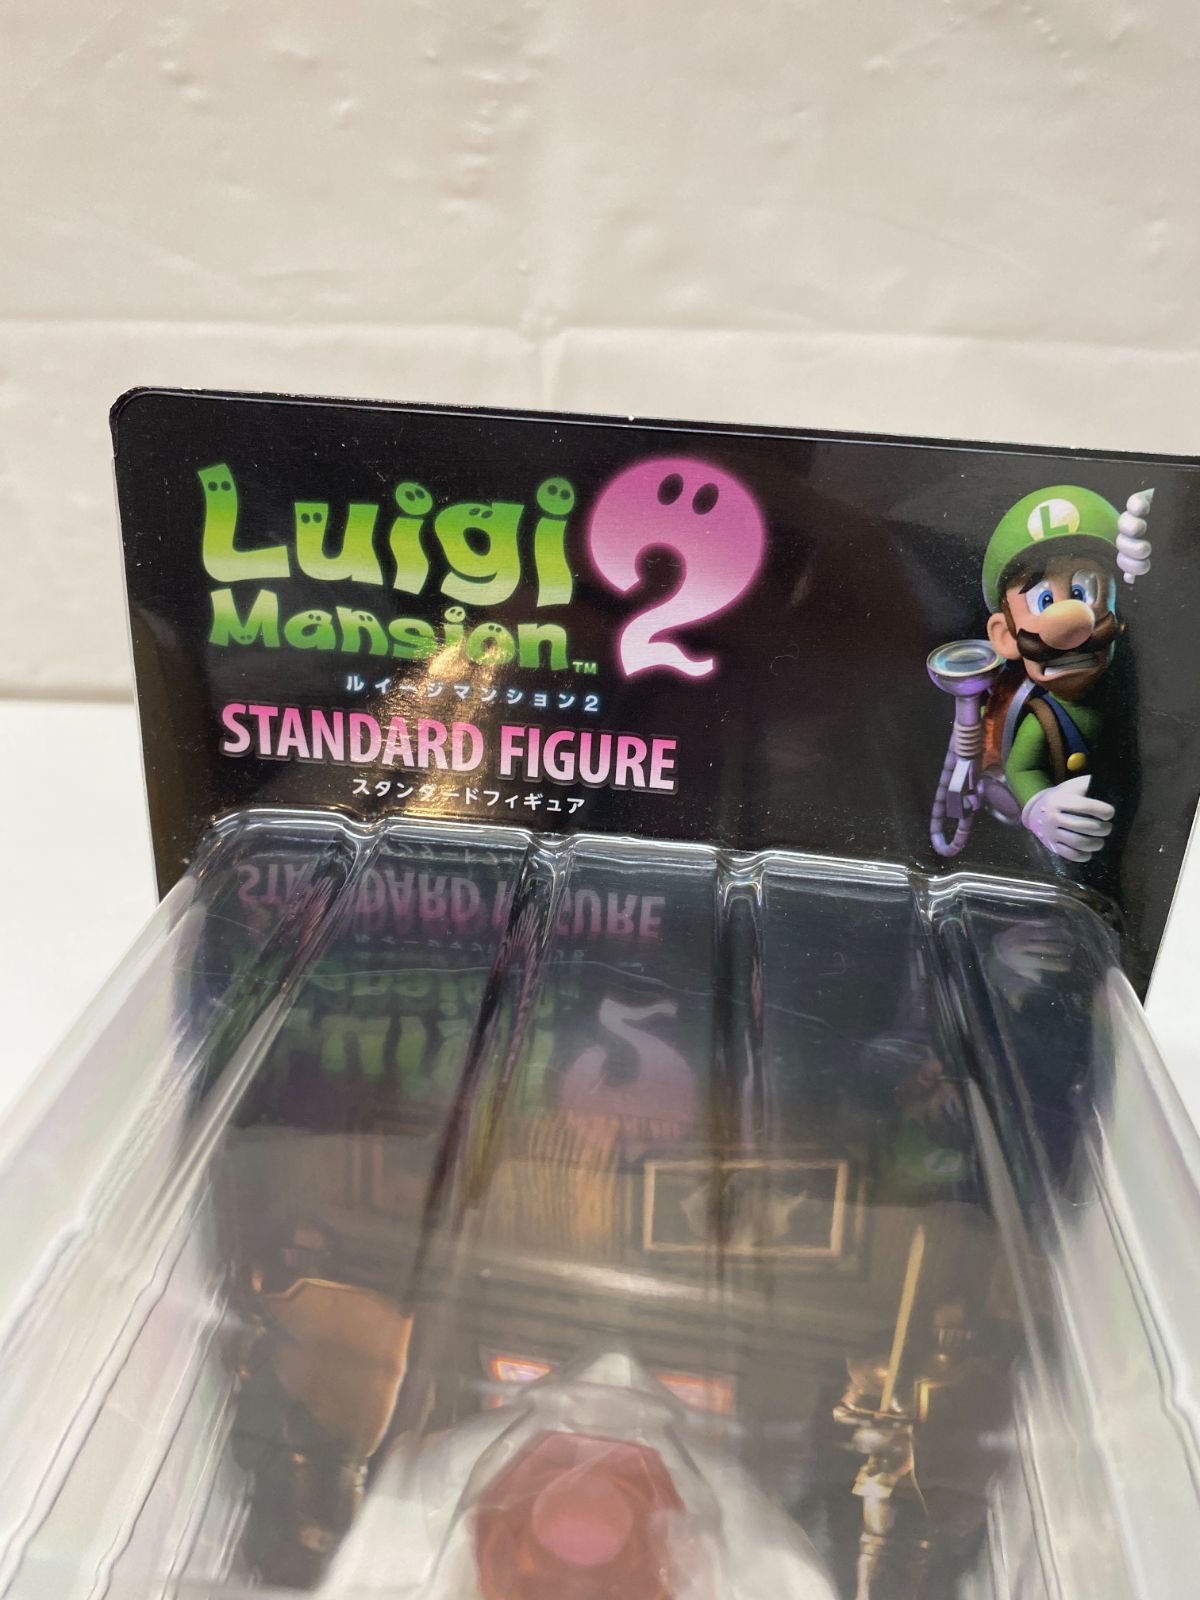 Luigi 2
Mansion™
ルイージマンション2
STANDARD FIGURE
スタンダードフィギュア
L